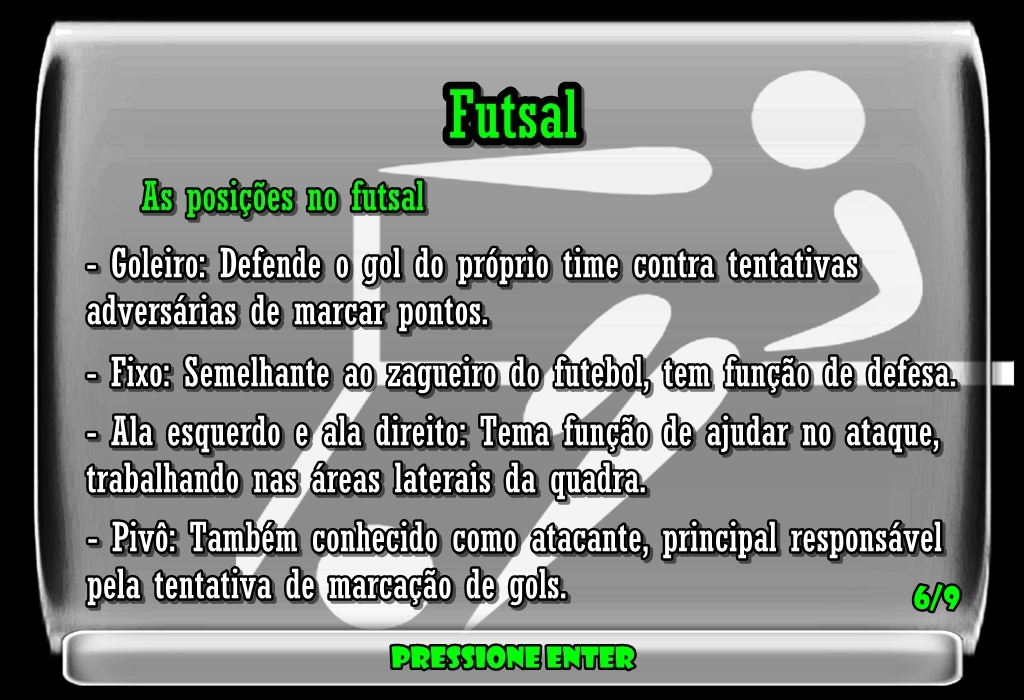 Futsal
As posições no futsal
- Goleiro: Defende o gol do próprio time contra tentativas
adversárias de marcar pontos.
- Fixo: Semelhante ao zagueiro do futebol, tem função de defesa.
- Ala esquerdo e ala direito: Tema função de ajudar no ataque,
trabalhando nas áreas laterais da quadra.
- Pivô: Também conhecido como atacante, principal responsável
pela tentativa de marcação de gols.
6/9
PRESSIONE ENTER